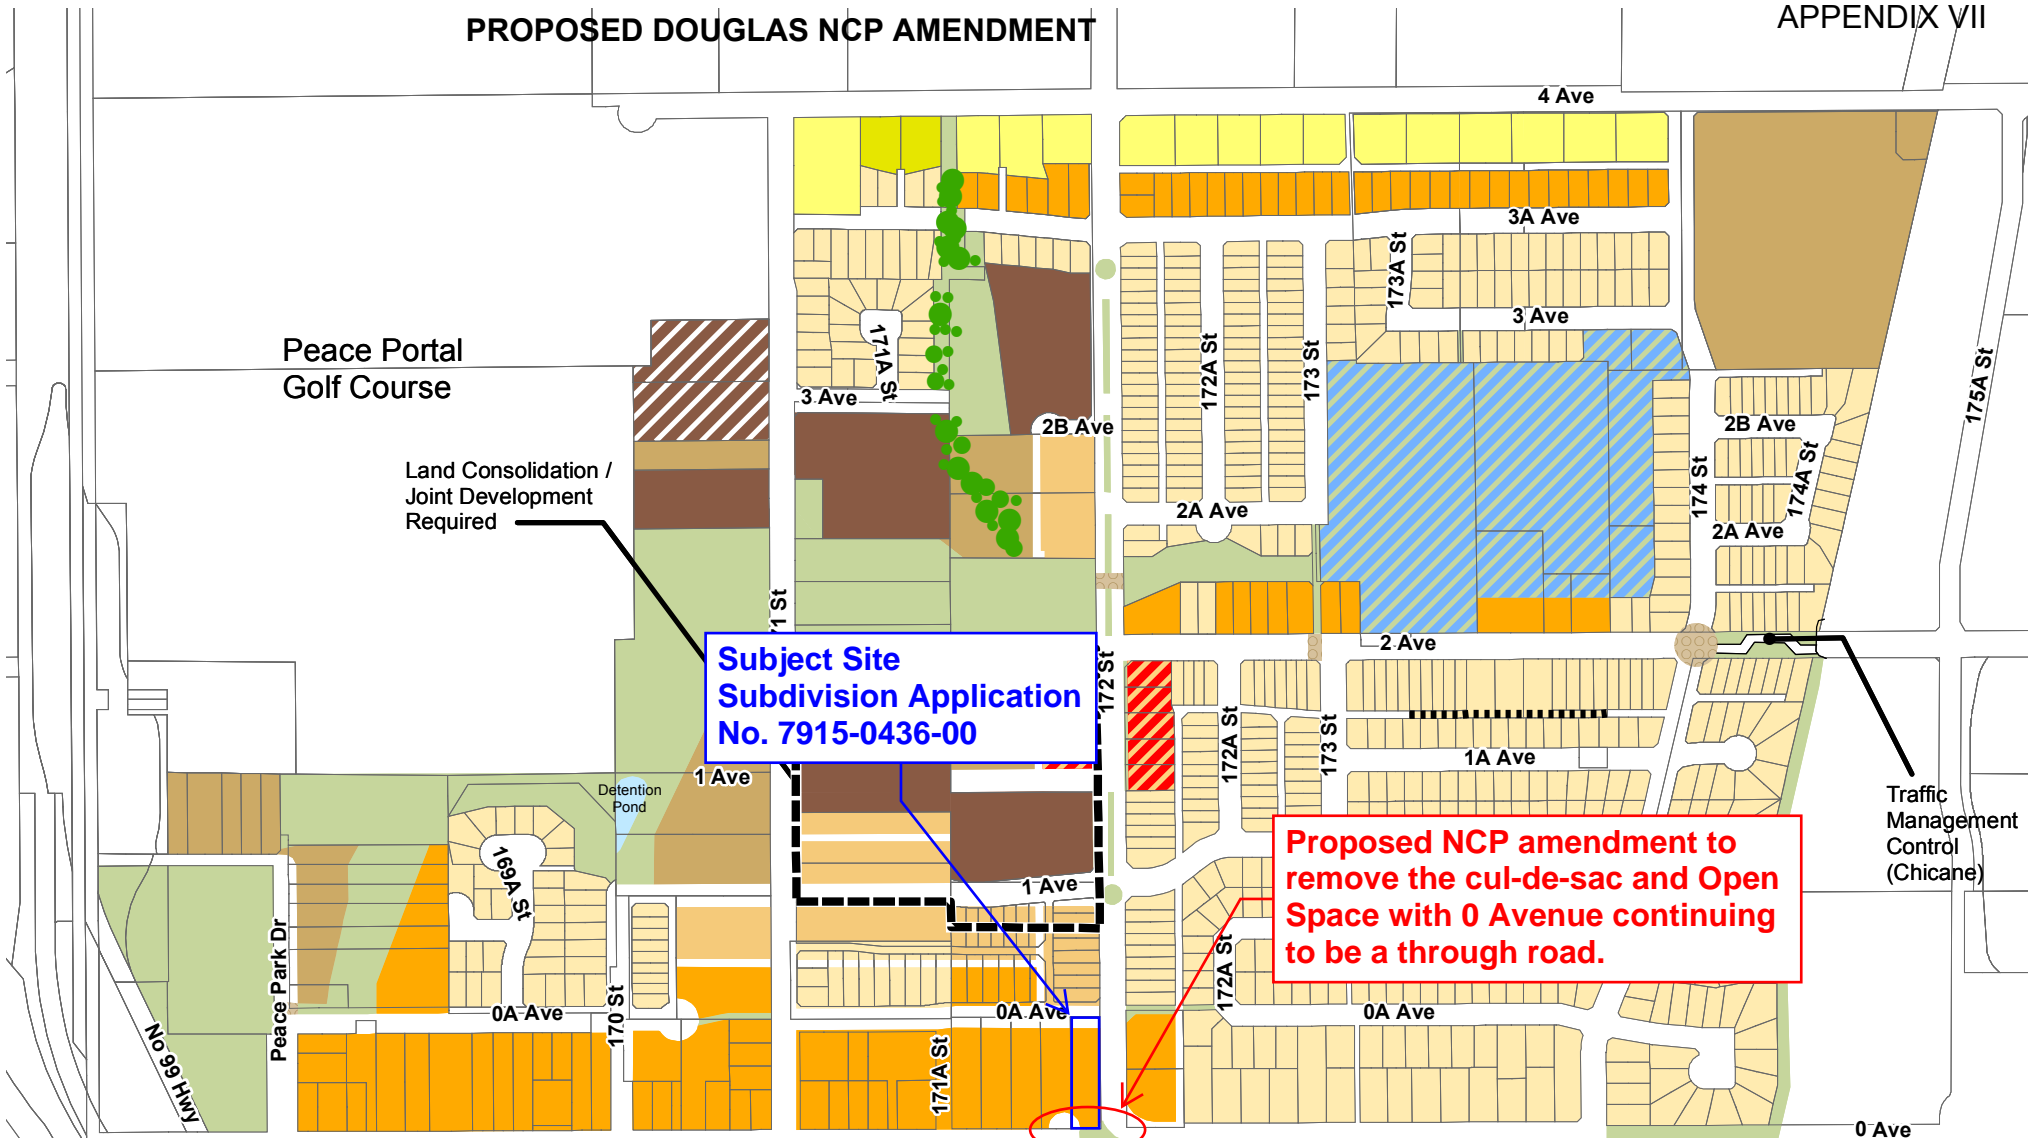 PROPOSED DOUGLAS NCP AMENDMENT
APPENDIX VII
4 Ave
3A Ave
173A St
3 Ave
Peace Portal
Golf Course
171A St
172A St
173 St
175A St
3 Ave
2B Ave
2B Ave
Land Consolidation /
Joint Development
Required
174 St
174A St
2A Ave
2A Ave
71 St
2 Ave
Subject Site
Subdivision Application
No. 7915-0436-00
172 St
172A St
173 St
1A Ave
1 Ave
Detention
Pond
Traffic
Management
Control
(Chicane)
Proposed NCP amendment to
remove the cul-de-sac and Open
Space with 0 Avenue continuing
to be a through road.
169A St
1 Ave
Peace Park Dr
170 St
172A St
0A Ave
0A Ave
0A Ave
No 99 Hwy
171A St
0 Ave